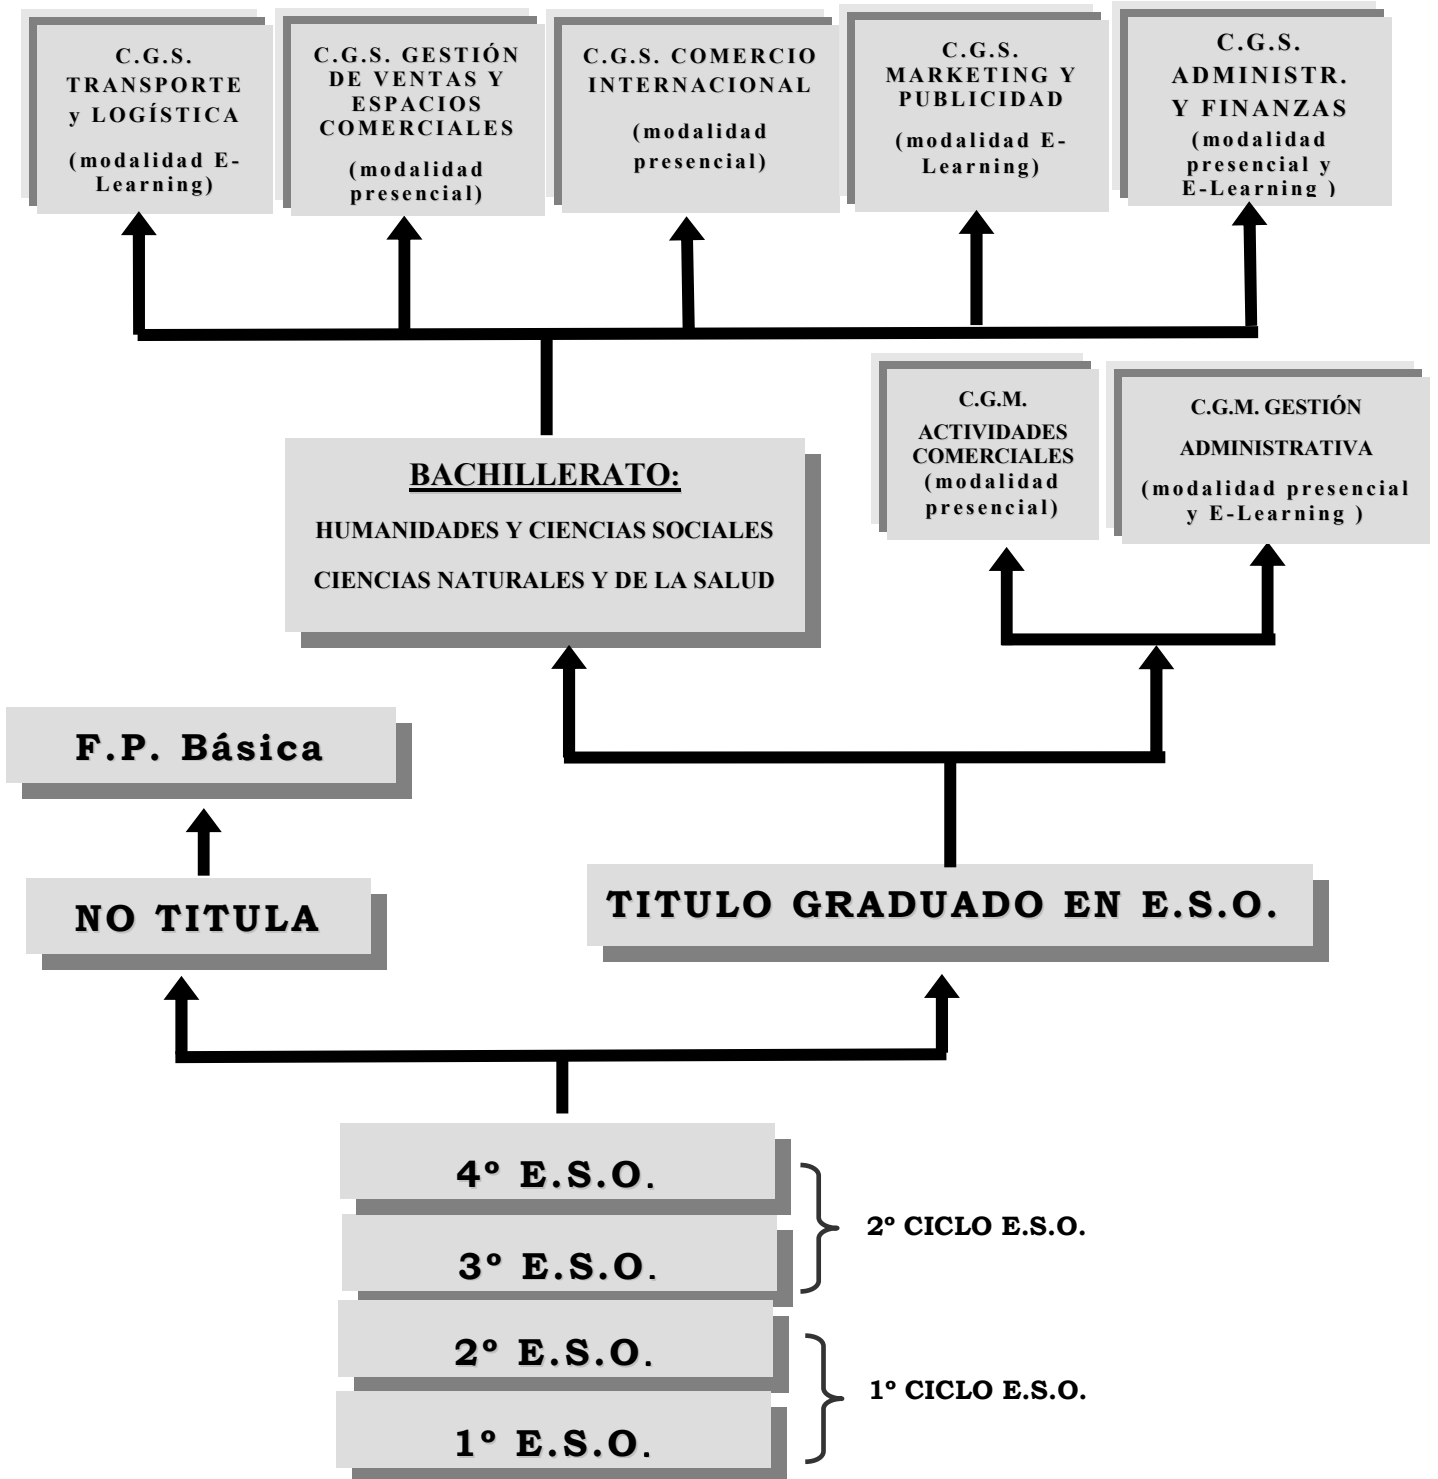 C.G.S.
TRANSPORTE
y LOGÍSTICA
(modalidad E-
Learning)
C.G.S. GESTIÓN
DE VENTAS Y
ESPACIOS
COMERCIALES
(modalidad
presencial)
C.G.S. COMERCIO
INTERNACIONAL
(modalidad
presencial)
C.G.S.
MARKETING Y
PUBLICIDAD
(modalidad E-
Learning)
C.G.S.
ADMINISTR.
Y FINANZAS
(modalidad
presencial y
E-Learning )
C.G.M.
ACTIVIDADES
COMERCIALES
(modalidad
presencial)
C.G.M. GESTIÓN
ADMINISTRATIVA
(modalidad presencial
y E-Learning )
BACHILLERATO:
HUMANIDADES Y CIENCIAS SOCIALES
CIENCIAS NATURALES Y DE LA SALUD
F.P. Básica
NO TITULA
TITULO GRADUADO EN E.S.O.
4º E.S.O.
3º E.S.O.
2º CICLO E.S.O.
2º E.S.O.
1º E.S.O.
1º CICLO E.S.O.